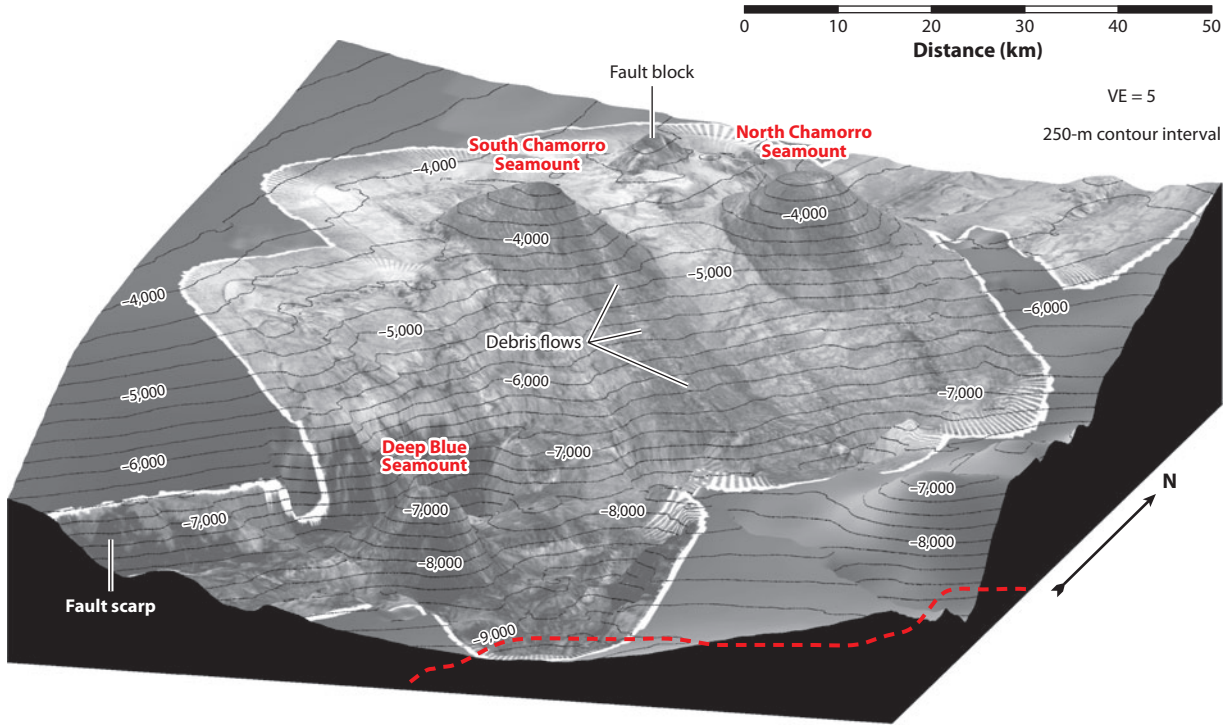 0 10 20 30 40 50
Distance (km)
Fault block
VE = 5
250-m contour interval
North Chamorro
Seamount
South Chamorro
Seamount
–4,000
–4,000
–4,000
–4,000
–5,000
–6,000
–5,000
Debris flows
–6,000
–5,000
–7,000
Deep Blue
Seamount
–7,000
–6,000
–7,000
N
–7,000
–8,000
–7,000
–8,000
–8,000
Fault scarp
–9,000